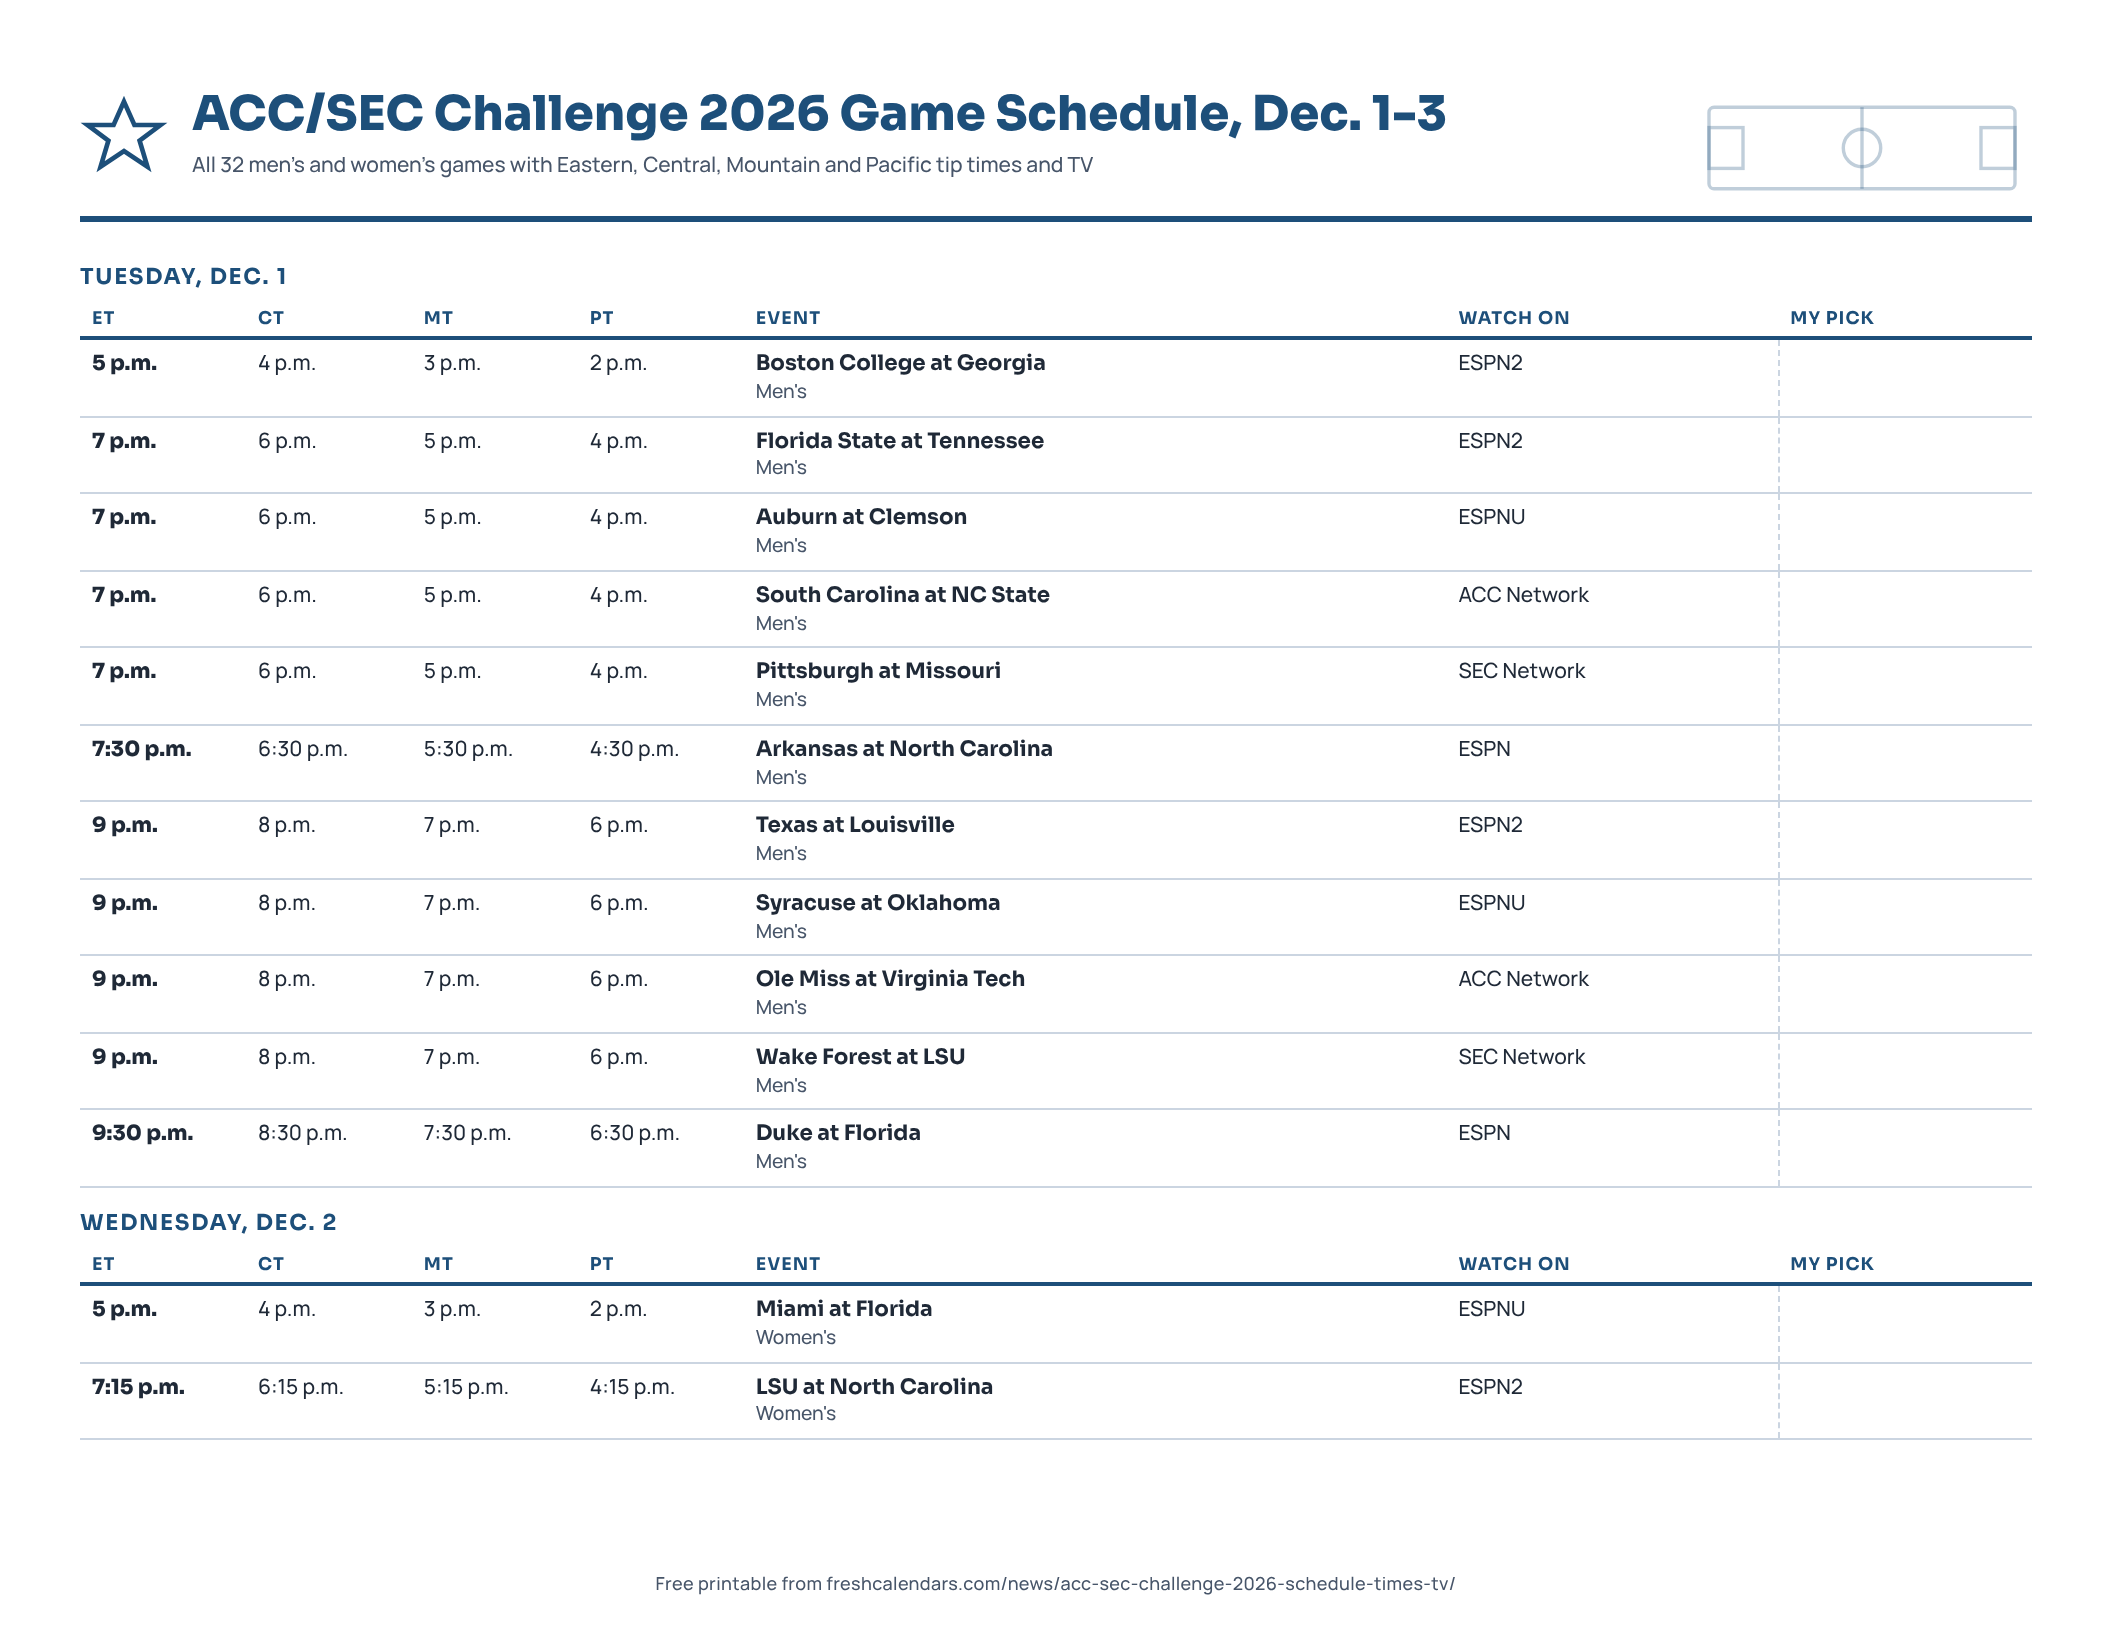 ACC/SEC Challenge 2026 Game Schedule, Dec. 1–3
All 32 men's and women's games with Eastern, Central, Mountain and Pacific tip times and TV
TUESDAY, DEC. 1
ET CT MT PT EVENT WATCH ON MY PICK
5 p.m. 4 p.m. 3 p.m. 2 p.m. Boston College at Georgia ESPN2
Men's
7 p.m. 6 p.m. 5 p.m. 4 p.m. Florida State at Tennessee ESPN2
Men's
7 p.m. 6 p.m. 5 p.m. 4 p.m. Auburn at Clemson ESPNU
Men's
7 p.m. 6 p.m. 5 p.m. 4 p.m. South Carolina at NC State ACC Network
Men's
7 p.m. 6 p.m. 5 p.m. 4 p.m. Pittsburgh at Missouri SEC Network
Men's
7:30 p.m. 6:30 p.m. 5:30 p.m. 4:30 p.m. Arkansas at North Carolina ESPN
Men's
9 p.m. 8 p.m. 7 p.m. 6 p.m. Texas at Louisville ESPN2
Men's
9 p.m. 8 p.m. 7 p.m. 6 p.m. Syracuse at Oklahoma ESPNU
Men's
9 p.m. 8 p.m. 7 p.m. 6 p.m. Ole Miss at Virginia Tech ACC Network
Men's
9 p.m. 8 p.m. 7 p.m. 6 p.m. Wake Forest at LSU SEC Network
Men's
9:30 p.m. 8:30 p.m. 7:30 p.m. 6:30 p.m. Duke at Florida ESPN
Men's
WEDNESDAY, DEC. 2
ET CT MT PT EVENT WATCH ON MY PICK
5 p.m. 4 p.m. 3 p.m. 2 p.m. Miami at Florida ESPNU
Women's
7:15 p.m. 6:15 p.m. 5:15 p.m. 4:15 p.m. LSU at North Carolina ESPN2
Women's
Free printable from freshcalendars.com/news/acc-sec-challenge-2026-schedule-times-tv/